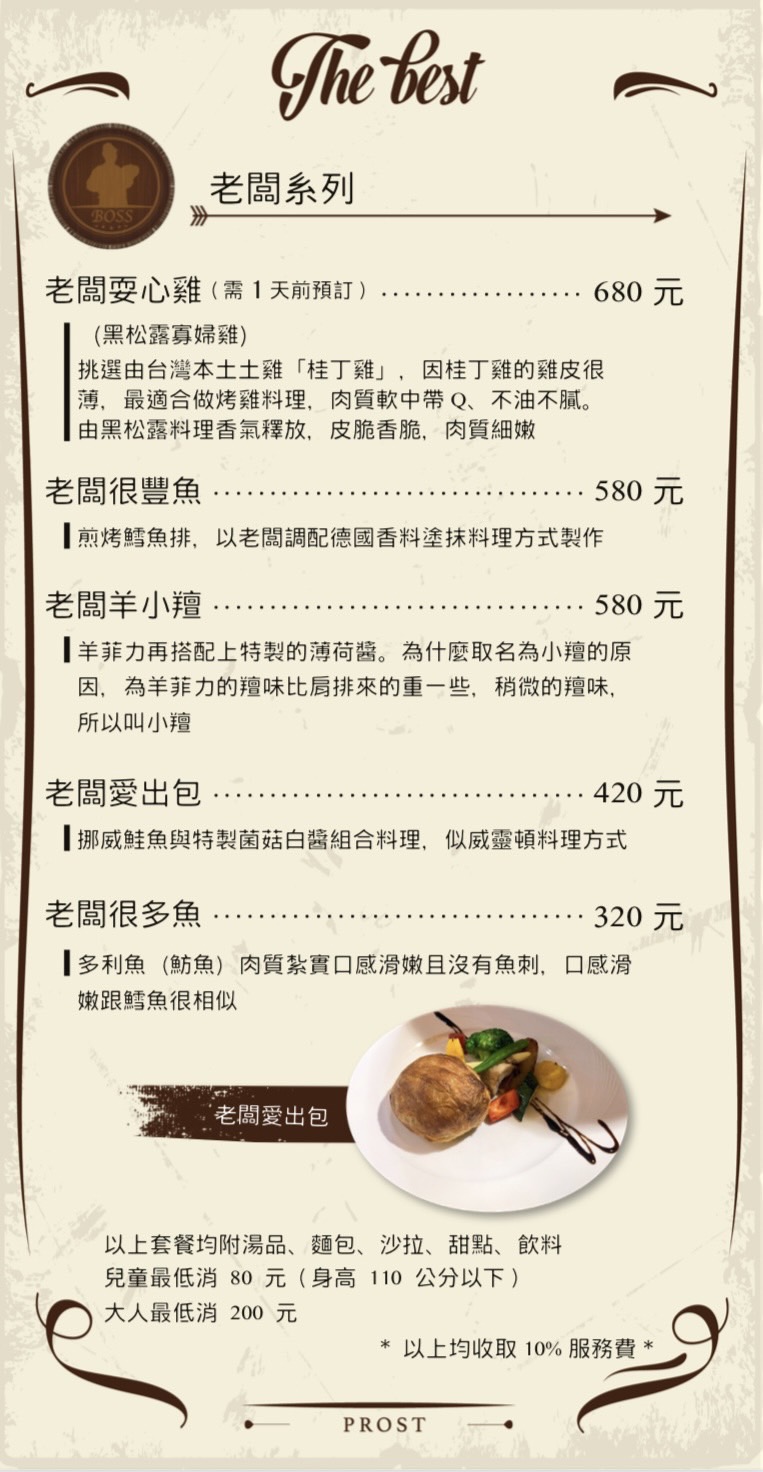 The best
BOSS
老闆系列
老闆耍心雞（需 1 天前預訂） .................... 680 元
（黑松露寡婦雞）
挑選由台灣本土土雞「桂丁雞」，因桂丁雞的雞皮很
薄，最適合做烤雞料理，肉質軟中帶 Q、不油不膩。
由黑松露料理香氣釋放，皮脆香脆，肉質細嫩
老闆很豐魚 ..................................... 580 元
煎烤鱈魚排，以老闆調配德國香料塗抹料理方式製作
老闆羊小羶 ..................................... 580 元
羊菲力再搭配上特製的薄荷醬。為什麼取名為小羶的原
因，為羊菲力的羶味比肩排來的重一些，稍微的羶味，
所以叫小羶
老闆愛出包 ..................................... 420 元
挪威鮭魚與特製菌菇白醬組合料理，似威靈頓料理方式
老闆很多魚 ..................................... 320 元
多利魚（魴魚）肉質紮實口感滑嫩且沒有魚刺，口感滑
嫩跟鱈魚很相似
老闆愛出包
以上套餐均附湯品、麵包、沙拉、甜點、飲料
兒童最低消 80 元（身高 110 公分以下）
大人最低消 200 元
* 以上均收取 10% 服務費 *
PROST